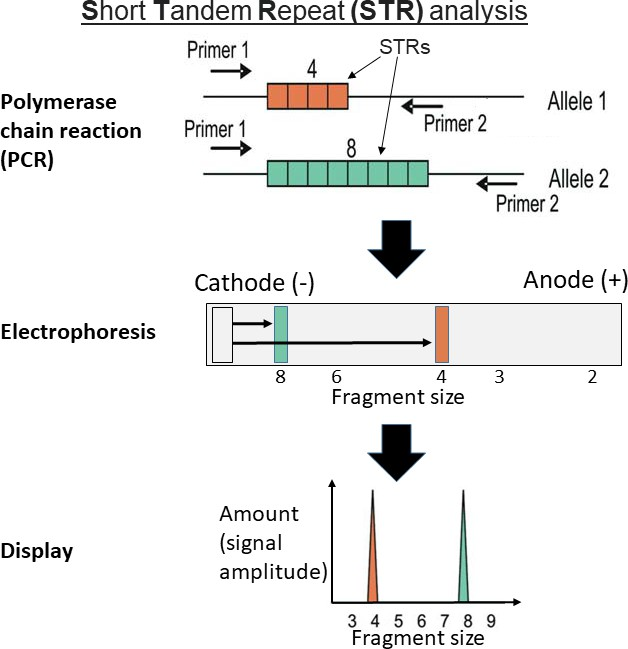 Short Tandem Repeat (STR) analysis
Primer 1
4
STRs
Polymerase
chain reaction
(PCR)
Allele 1
Primer 2
Primer 1
8
Allele 2
Primer 2
Cathode (-)
Anode (+)
Electrophoresis
8 6 4 3 2
Fragment size
Amount
(signal
amplitude)
Display
3 4 5 6 7 8 9
Fragment size